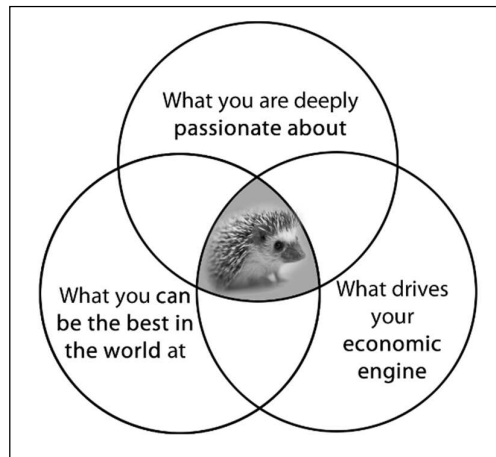 What you are deeply
passionate about
What you can
be the best in
the world at
What drives
your
economic
engine